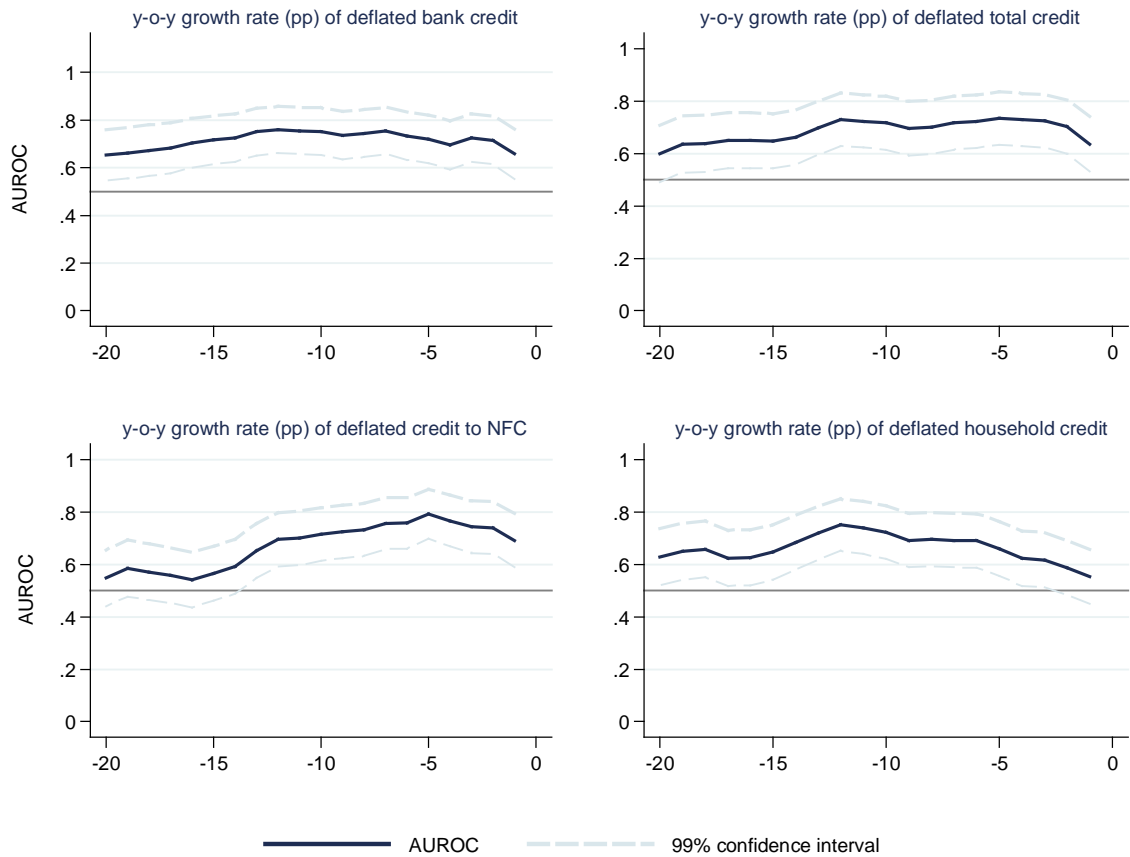 y-o-y growth rate (pp) of deflated bank credit
AUROC
1
.8
.6
.4
.2
0
-20 -15 -10 -5 0
y-o-y growth rate (pp) of deflated total credit
1
.8
.6
.4
.2
0
-20 -15 -10 -5 0
y-o-y growth rate (pp) of deflated credit to NFC
AUROC
1
.8
.6
.4
.2
0
-20 -15 -10 -5 0
y-o-y growth rate (pp) of deflated household credit
1
.8
.6
.4
.2
0
-20 -15 -10 -5 0
AUROC 99% confidence interval